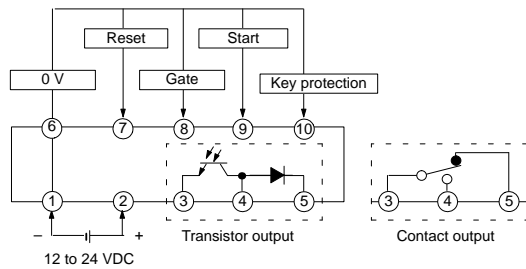 Reset
Start
0 V
Gate
Key protection
6 7 8 9 10
1 2 3 4 5
3 4 5
− +
Transistor output
Contact output
12 to 24 VDC